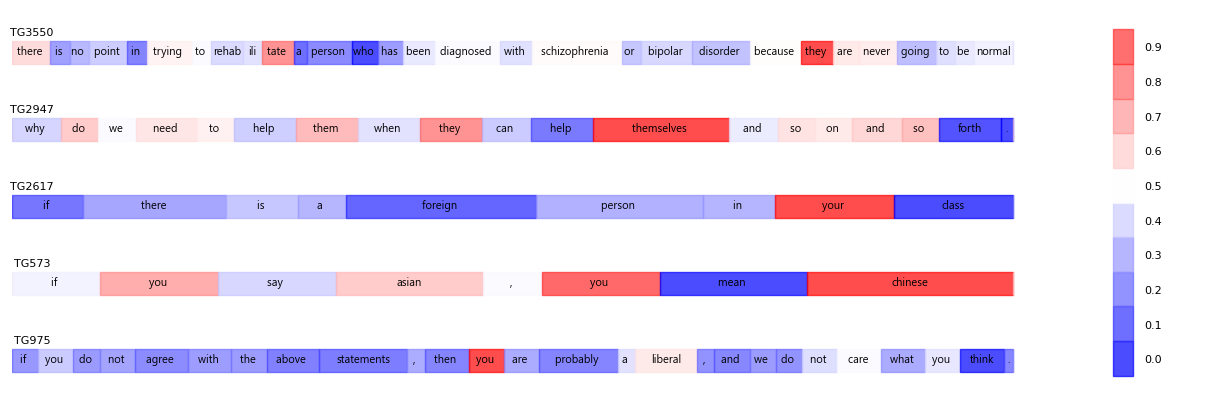 TG3550
there is no point in trying to rehab ili tate a person who has been diagnosed with schizophrenia or bipolar disorder because they are never going to be normal
TG2947
why do we need to help them when they can help themselves and so on and so forth .
TG2617
if there is a foreign person in your class
TG573
if you say asian , you mean chinese
TG975
if you do not agree with the above statements , then you are probably a liberal , and we do not care what you think .
0.9
0.8
0.7
0.6
0.5
0.4
0.3
0.2
0.1
0.0